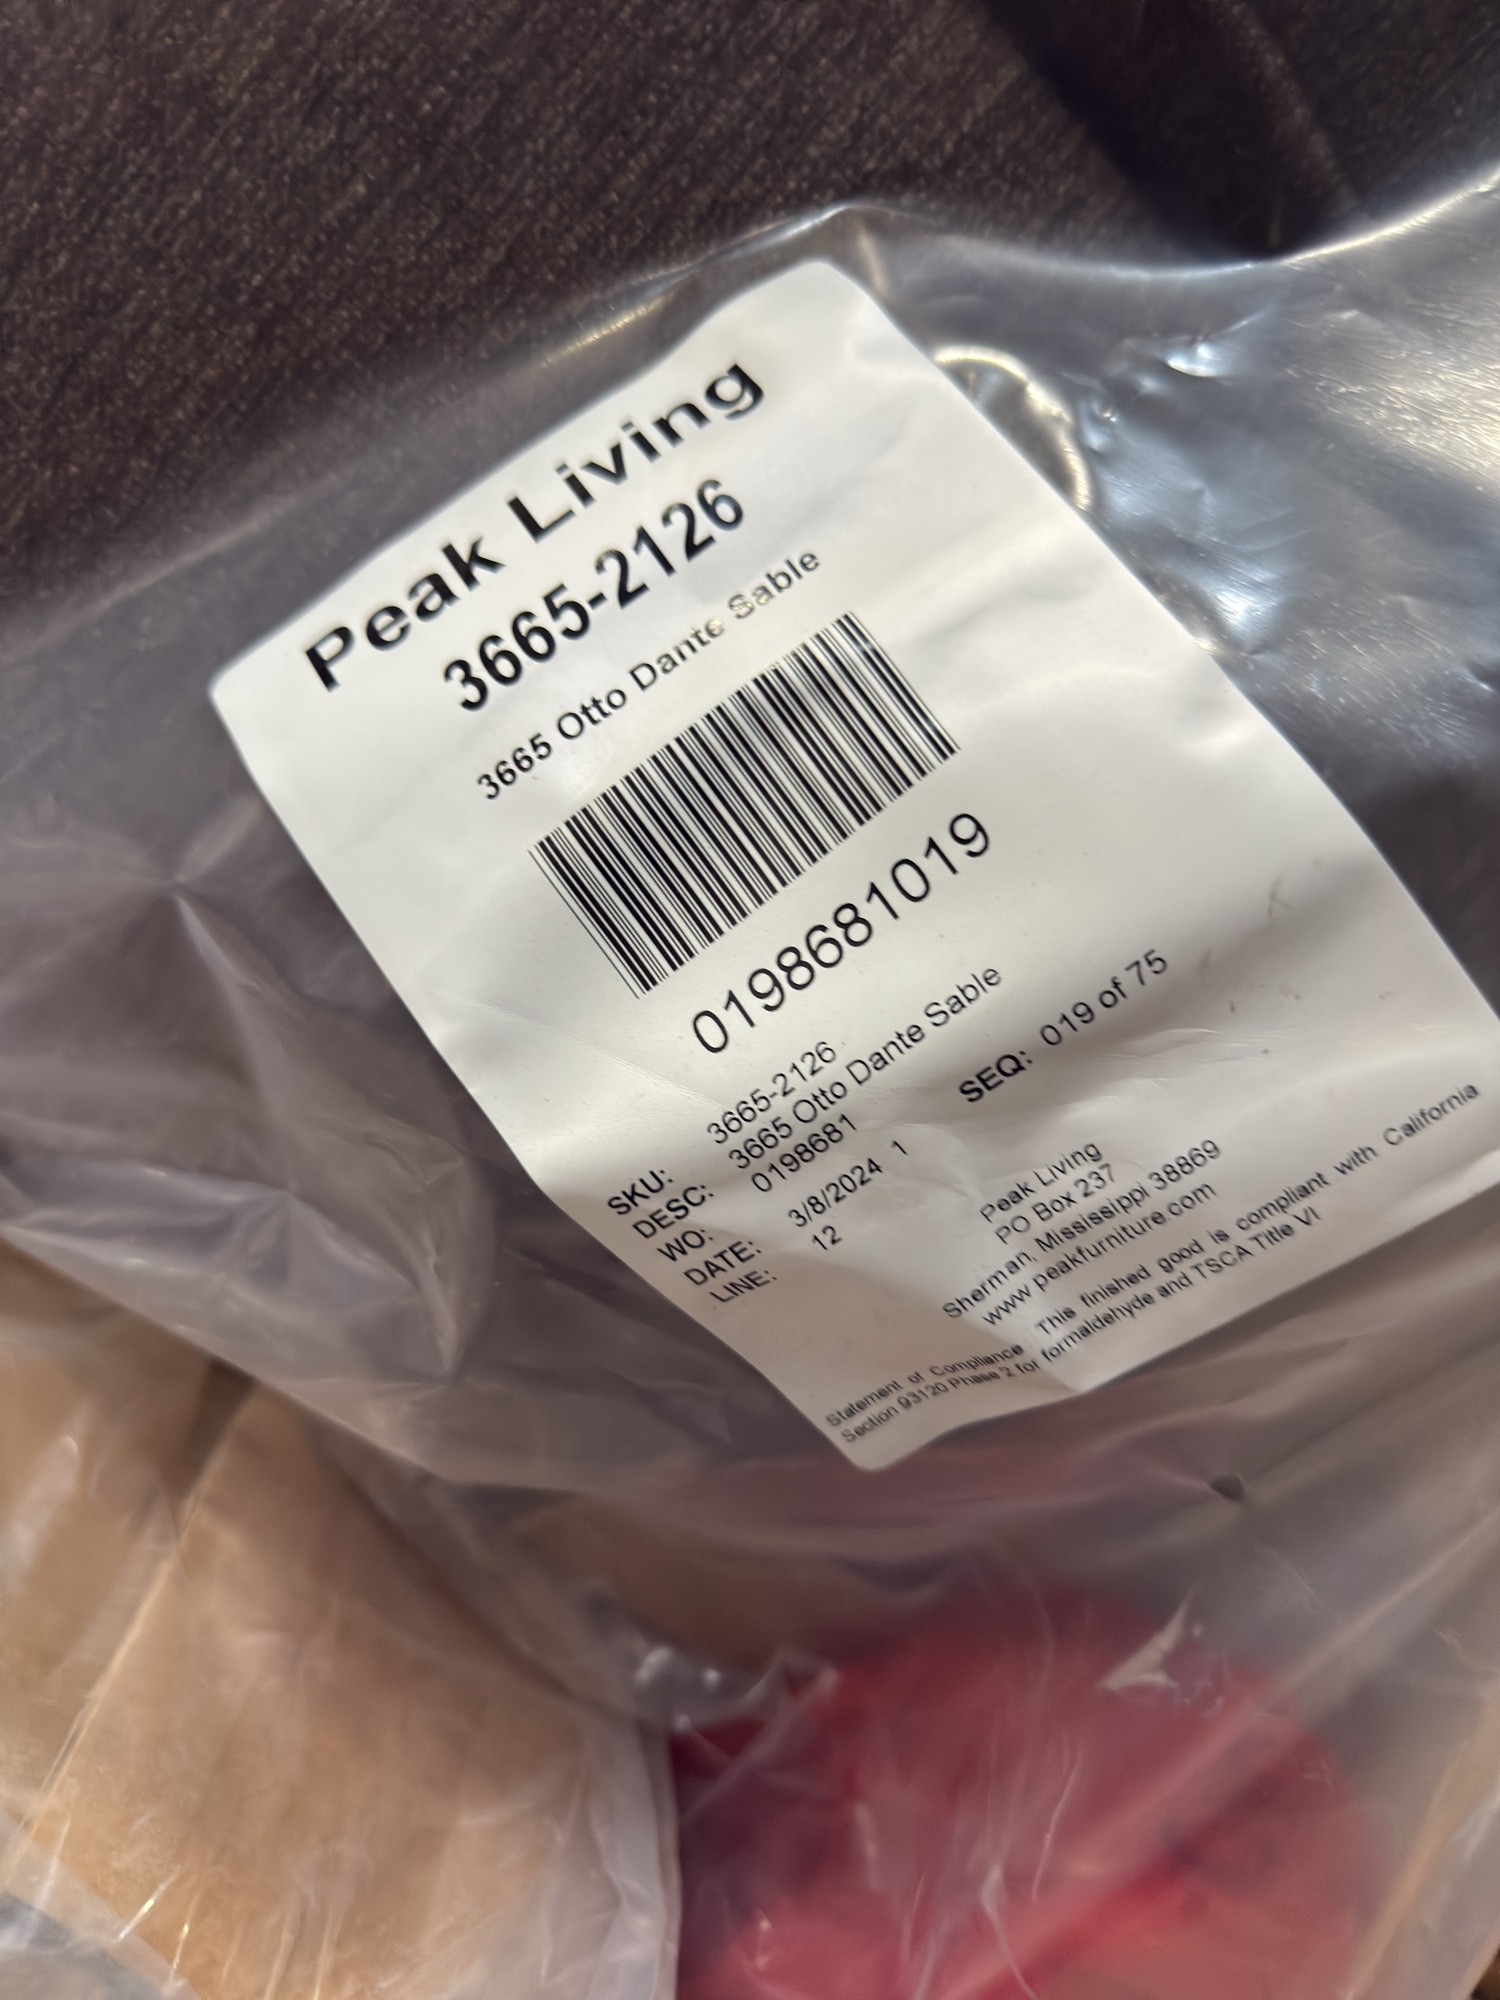 Peak Living
3665-2126
3665 Otto Dante Sable
0198681019
SKU: 3665-2126
DESC: 3665 Otto Dante Sable
WO: 0198681
DATE: 3/8/2024 1
LINE: 12
SEQ: 019 of 75
Peak Living
PO Box 237
Sherman, Mississippi 38869
www.peakfurniture.com
Statement of Compliance This finished good is compliant with California
Section 93120 Phase 2 for formaldehyde and TSCA Title VI